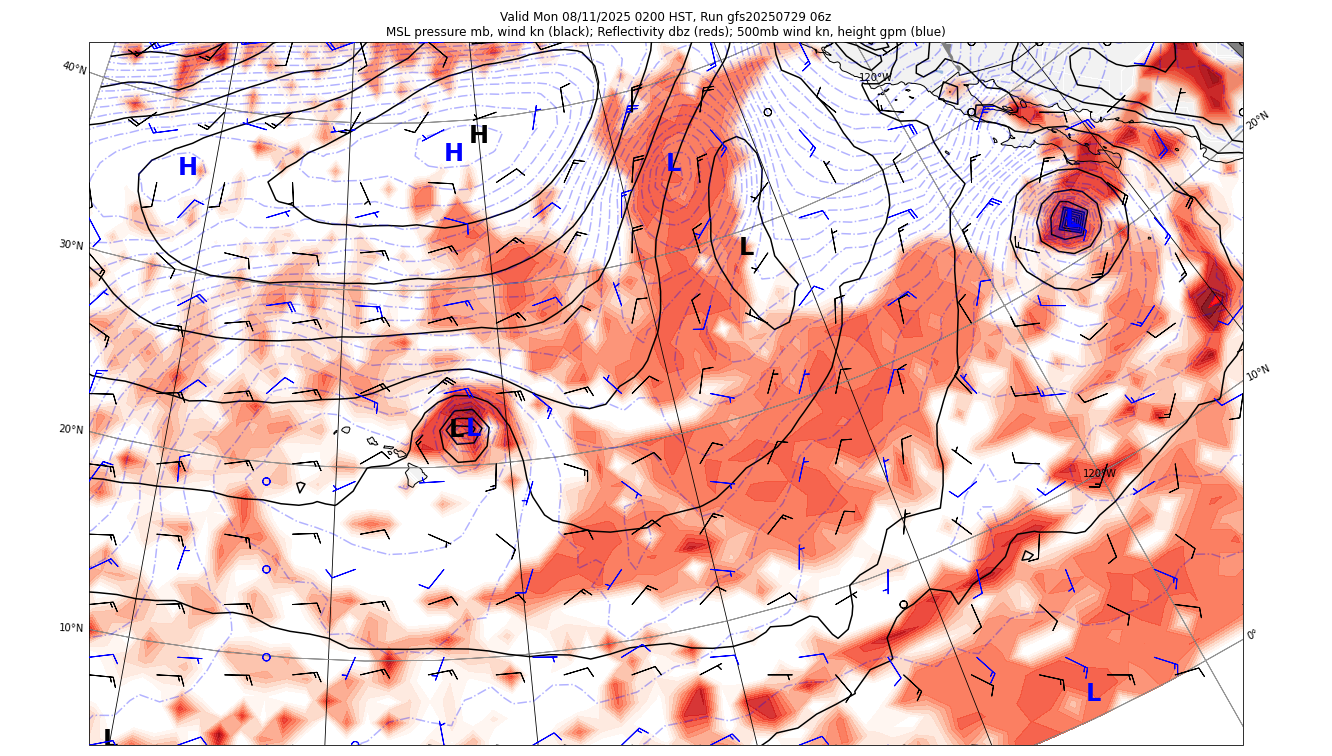 Valid Mon 08/11/2025 0200 HST, Run gfs20250729 06z
MSL pressure mb, wind kn (black); Reflectivity dbz (reds); 500mb wind kn, height gpm (blue)
40°N
120°W
20°N
H
H
H
L
30°N
L
10°N
20°N
L
L
120°W
10°N
0°
L
L